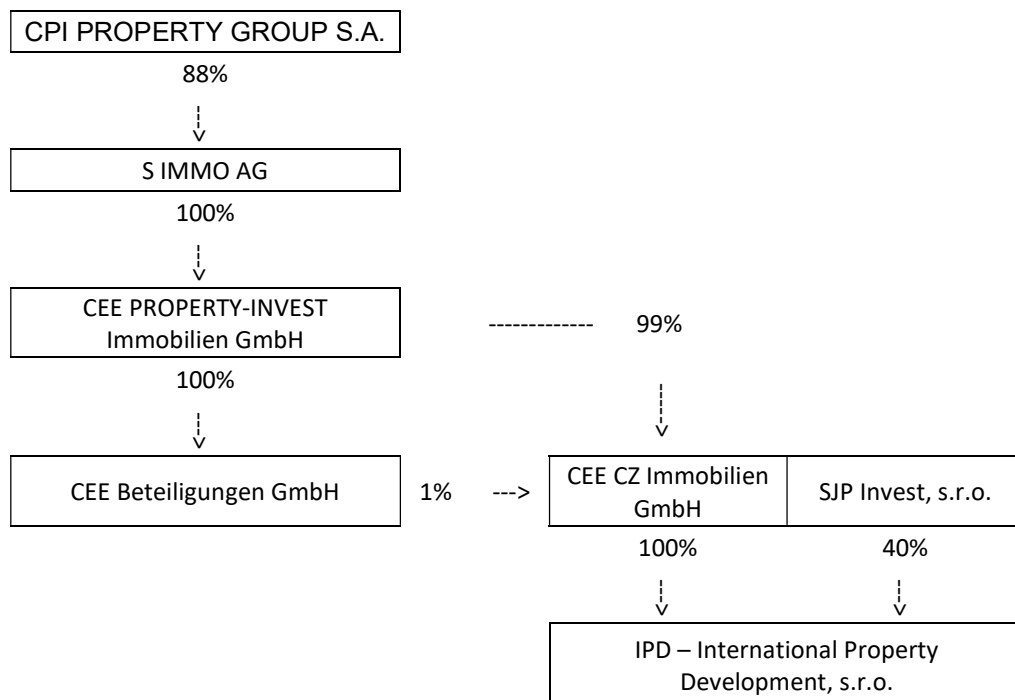 CPI PROPERTY GROUP S.A.
88%
S IMMO AG
100%
CEE PROPERTY-INVEST
Immobilien GmbH
99%
100%
CEE Beteiligungen GmbH
1%
CEE CZ Immobilien
GmbH
SJP Invest, s.r.o.
100%
40%
IPD – International Property
Development, s.r.o.